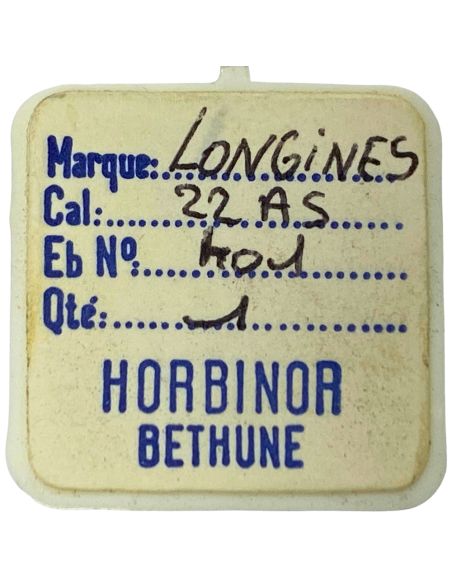 Marque: LONGINES
Cal: 22 AS
Eb Nº: 401
Qté: 1
HORBINOR
BETHUNE